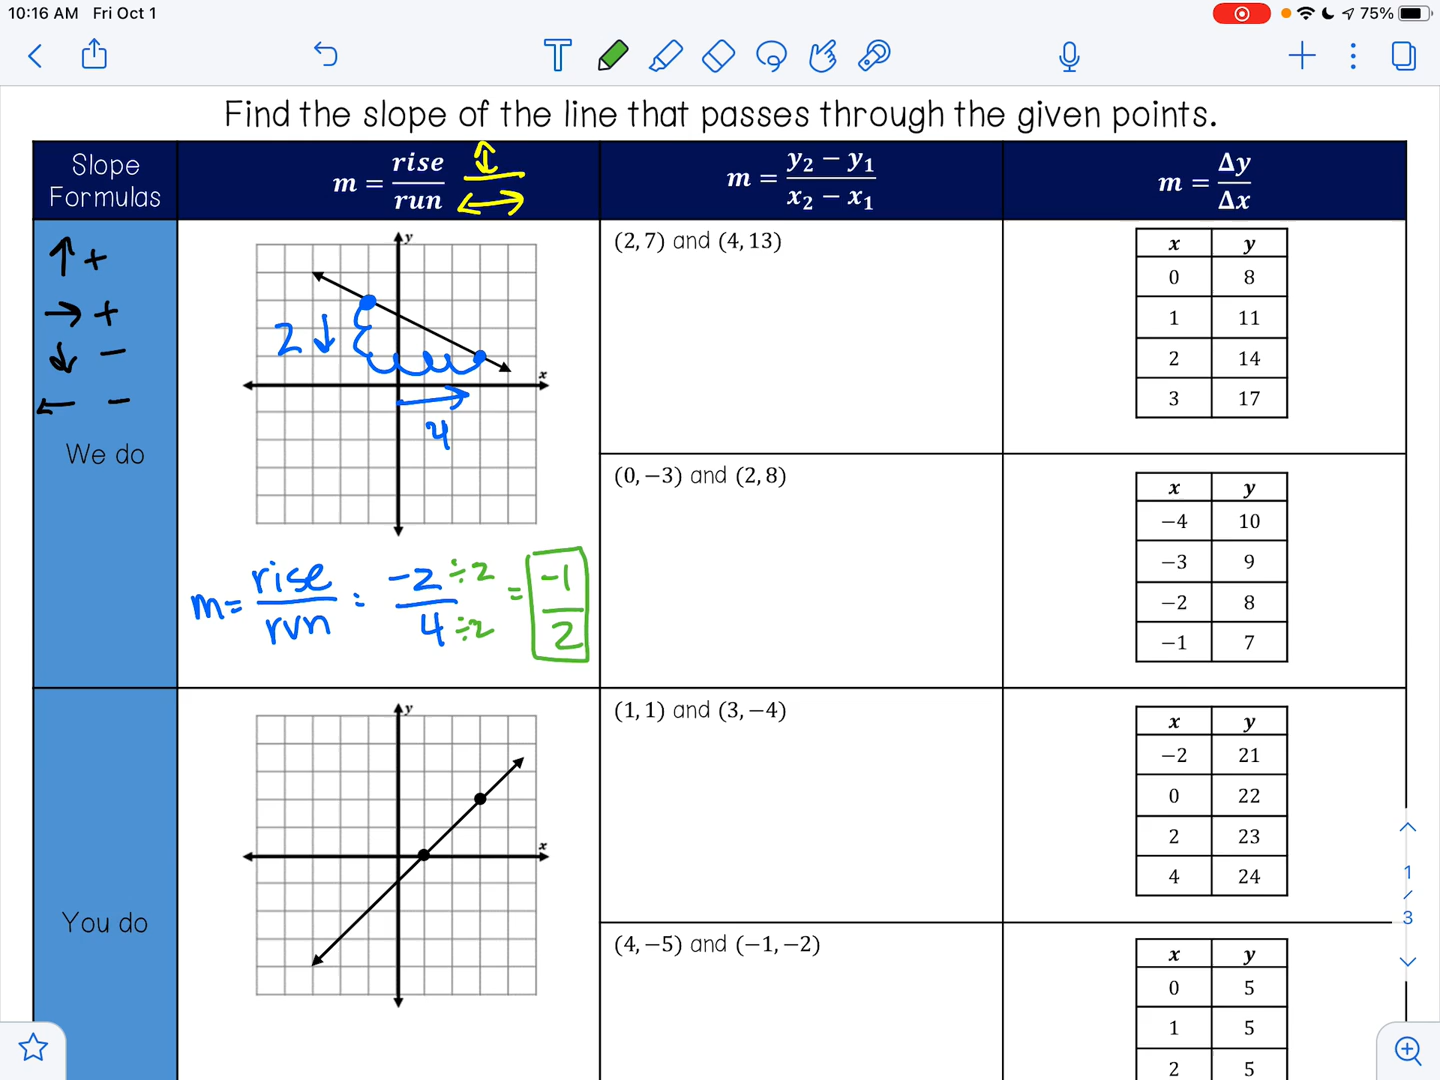 10:16 AM Fri Oct 1
75%
Find the slope of the line that passes through the given points.
Slope Formulas
m = rise/run
m = (y₂ − y₁)/(x₂ − x₁)
m = Δy/Δx
↑ +
→ +
↓ −
← −
We do
y
x
2 ↓
4
m = rise/run = −2/4 ÷2/÷2 = −1/2
(2, 7) and (4, 13)
x y
0 8
1 11
2 14
3 17
(0, −3) and (2, 8)
x y
−4 10
−3 9
−2 8
−1 7
You do
y
x
(1, 1) and (3, −4)
x y
−2 21
0 22
2 23
4 24
(4, −5) and (−1, −2)
x y
0 5
1 5
2 5
1
/
3